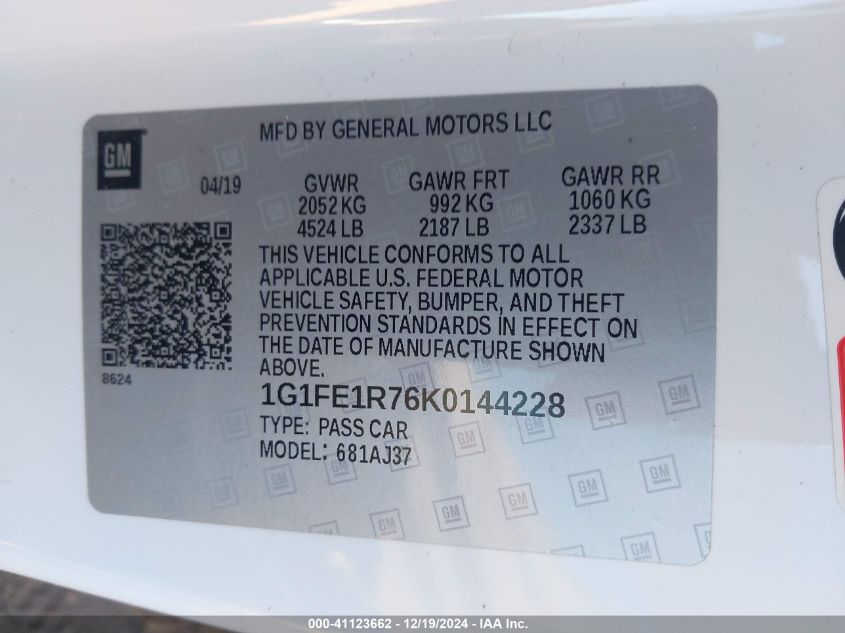 MFD BY GENERAL MOTORS LLC
GM
04/19
GVWR GAWR FRT GAWR RR
2052 KG 992 KG 1060 KG
4524 LB 2187 LB 2337 LB
THIS VEHICLE CONFORMS TO ALL
APPLICABLE U.S. FEDERAL MOTOR
VEHICLE SAFETY, BUMPER, AND THEFT
PREVENTION STANDARDS IN EFFECT ON
THE DATE OF MANUFACTURE SHOWN
ABOVE.
8624
1G1FE1R76K0144228
TYPE: PASS CAR
MODEL: 681AJ37
000-41123662 - 12/19/2024 - IAA Inc.